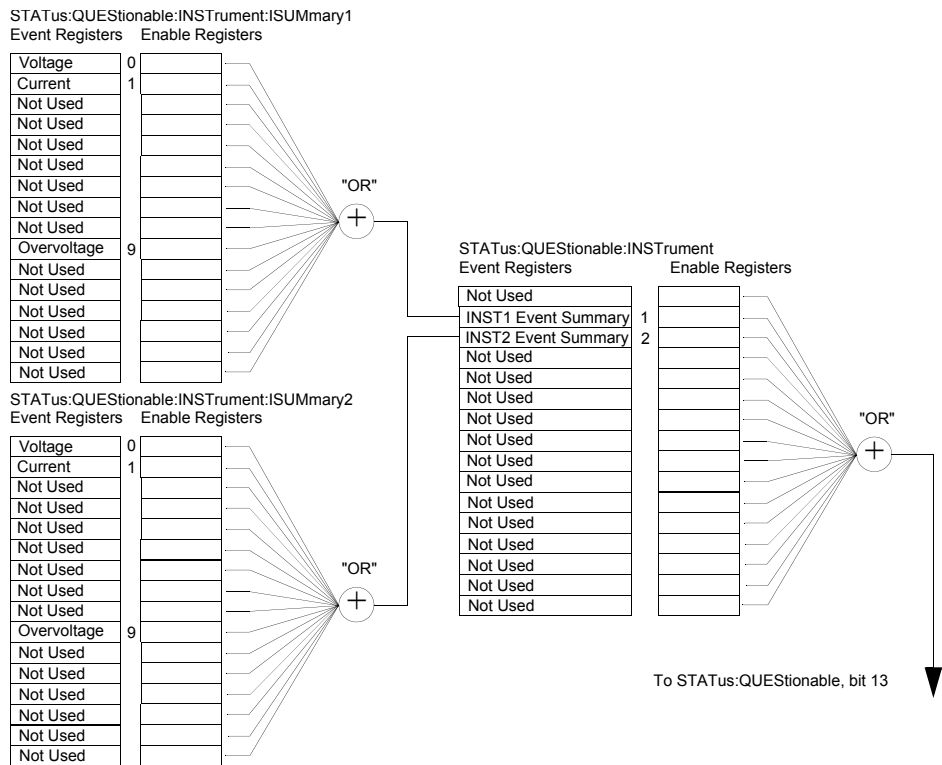 STATus:QUEStionable:INSTrument:ISUMmary1
Event Registers Enable Registers
Voltage 0
Current 1
Not Used
Not Used
Not Used
Not Used
Not Used
Not Used
Not Used
Overvoltage 9
Not Used
Not Used
Not Used
Not Used
Not Used
Not Used
"OR"
+
STATus:QUEStionable:INSTrument:ISUMmary2
Event Registers Enable Registers
Voltage 0
Current 1
Not Used
Not Used
Not Used
Not Used
Not Used
Not Used
Not Used
Overvoltage 9
Not Used
Not Used
Not Used
Not Used
Not Used
Not Used
"OR"
+
STATus:QUEStionable:INSTrument
Event Registers Enable Registers
Not Used
INST1 Event Summary 1
INST2 Event Summary 2
Not Used
Not Used
Not Used
Not Used
Not Used
Not Used
Not Used
Not Used
Not Used
Not Used
Not Used
Not Used
Not Used
"OR"
+
To STATus:QUEStionable, bit 13